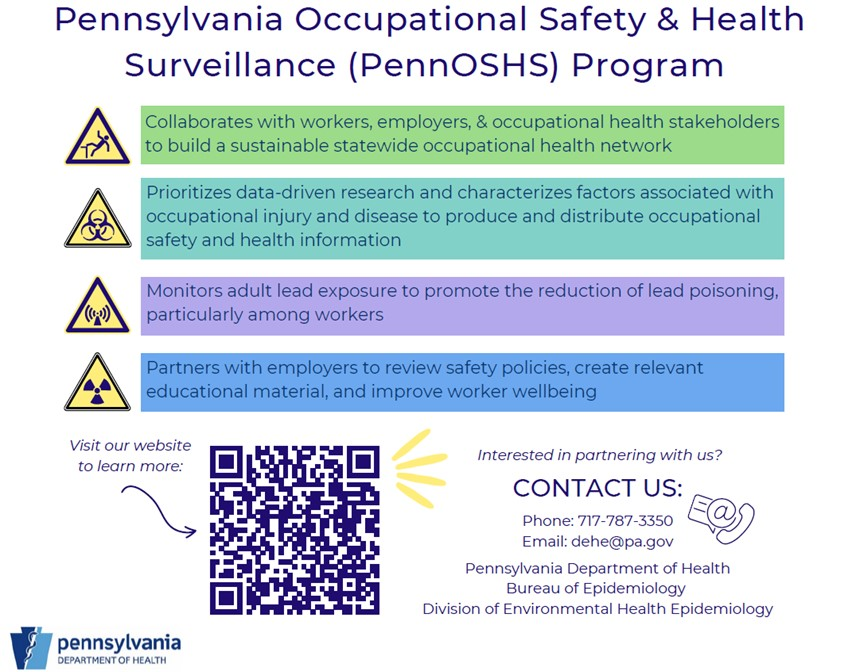 Pennsylvania Occupational Safety & Health
Surveillance (PennOSHS) Program
Collaborates with workers, employers, & occupational health stakeholders
to build a sustainable statewide occupational health network
Prioritizes data-driven research and characterizes factors associated with
occupational injury and disease to produce and distribute occupational
safety and health information
Monitors adult lead exposure to promote the reduction of lead poisoning,
particularly among workers
Partners with employers to review safety policies, create relevant
educational material, and improve worker wellbeing
Visit our website
to learn more:
Interested in partnering with us?
CONTACT US:
@
Phone: 717-787-3350
Email: dehe@pa.gov
Pennsylvania Department of Health
Bureau of Epidemiology
Division of Environmental Health Epidemiology
pennsylvania
DEPARTMENT OF HEALTH